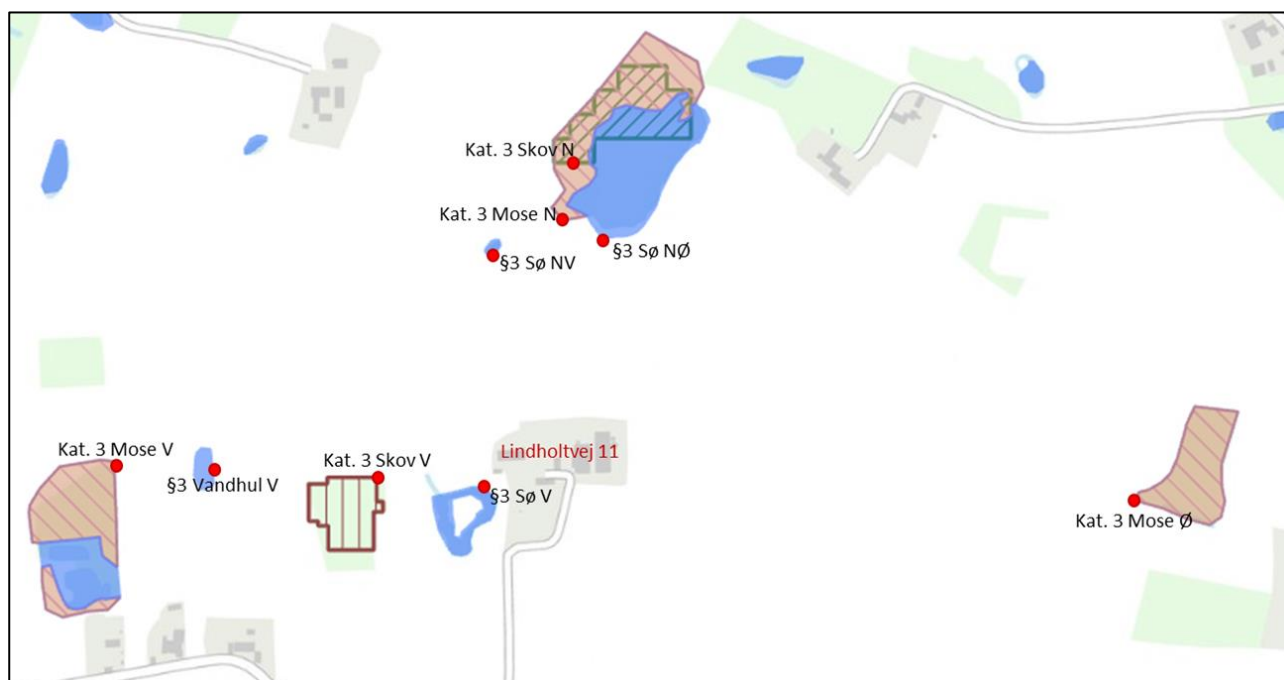 Kat. 3 Skov N
Kat. 3 Mose N
§3 Sø NØ
§3 Sø NV
Kat. 3 Mose V
Lindholtvej 11
Kat. 3 Skov V
§3 Vandhul V
§3 Sø V
Kat. 3 Mose Ø